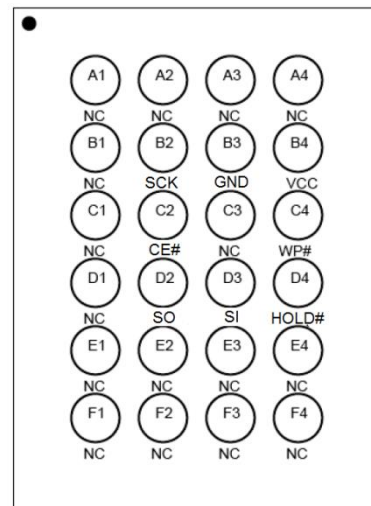 A1 A2 A3 A4
NC NC NC NC
B1 B2 B3 B4
NC SCK GND VCC
C1 C2 C3 C4
NC CE# NC WP#
D1 D2 D3 D4
NC SO SI HOLD#
E1 E2 E3 E4
NC NC NC NC
F1 F2 F3 F4
NC NC NC NC